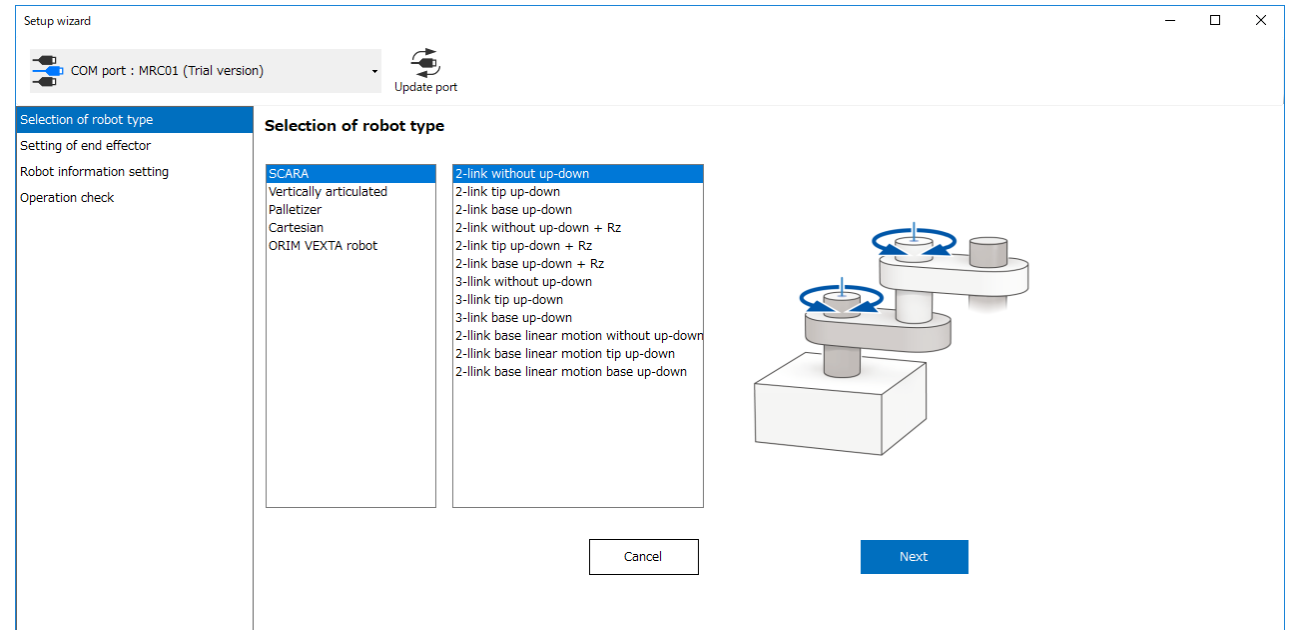 Setup wizard
COM port : MRC01 (Trial version)
Update port
Selection of robot type
Setting of end effector
Robot information setting
Operation check
Selection of robot type
SCARA
Vertically articulated
Palletizer
Cartesian
ORIM VEXTA robot
2-link without up-down
2-link tip up-down
2-link base up-down
2-link without up-down + Rz
2-link tip up-down + Rz
2-link base up-down + Rz
3-llink without up-down
3-llink tip up-down
3-link base up-down
2-llink base linear motion without up-down
2-llink base linear motion tip up-down
2-llink base linear motion base up-down
Cancel
Next